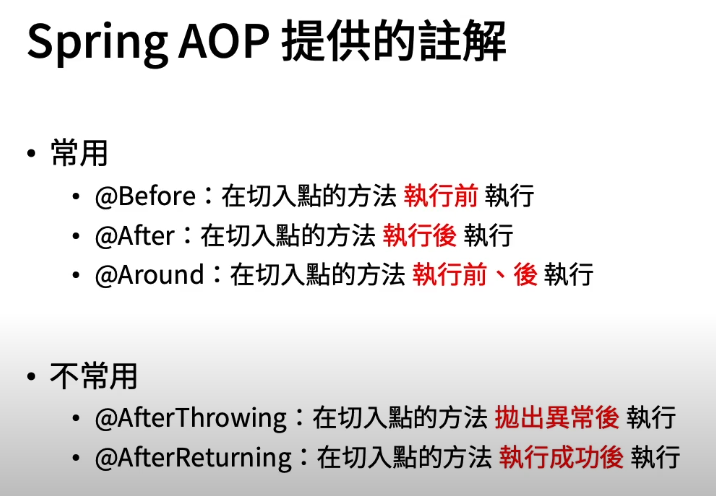 Spring AOP 提供的註解
• 常用
• @Before：在切入點的方法 執行前 執行
• @After：在切入點的方法 執行後 執行
• @Around：在切入點的方法 執行前、後 執行
• 不常用
• @AfterThrowing：在切入點的方法 拋出異常後 執行
• @AfterReturning：在切入點的方法 執行成功後 執行